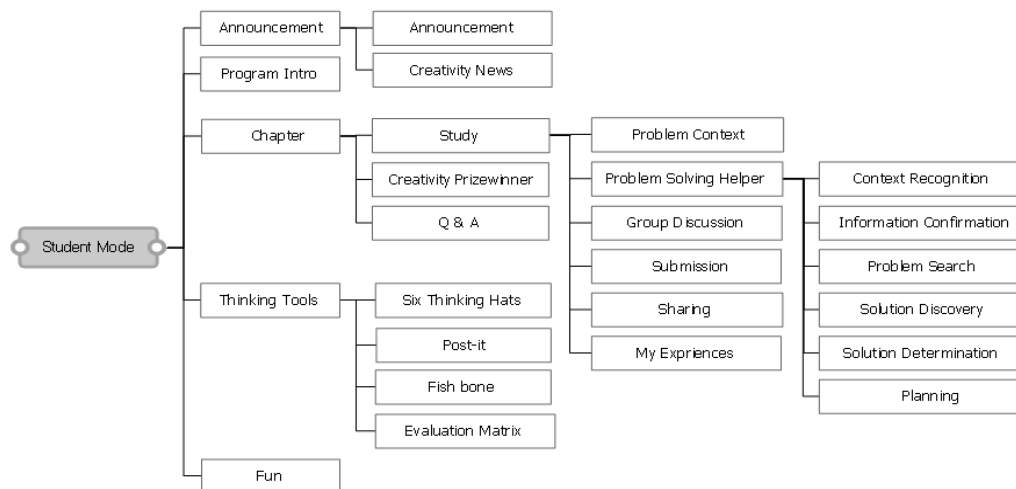 Student Mode
Announcement
Announcement
Creativity News
Program Intro
Chapter
Study
Problem Context
Problem Solving Helper
Context Recognition
Information Confirmation
Problem Search
Solution Discovery
Solution Determination
Planning
Group Discussion
Submission
Sharing
My Expriences
Creativity Prizewinner
Q & A
Thinking Tools
Six Thinking Hats
Post-it
Fish bone
Evaluation Matrix
Fun